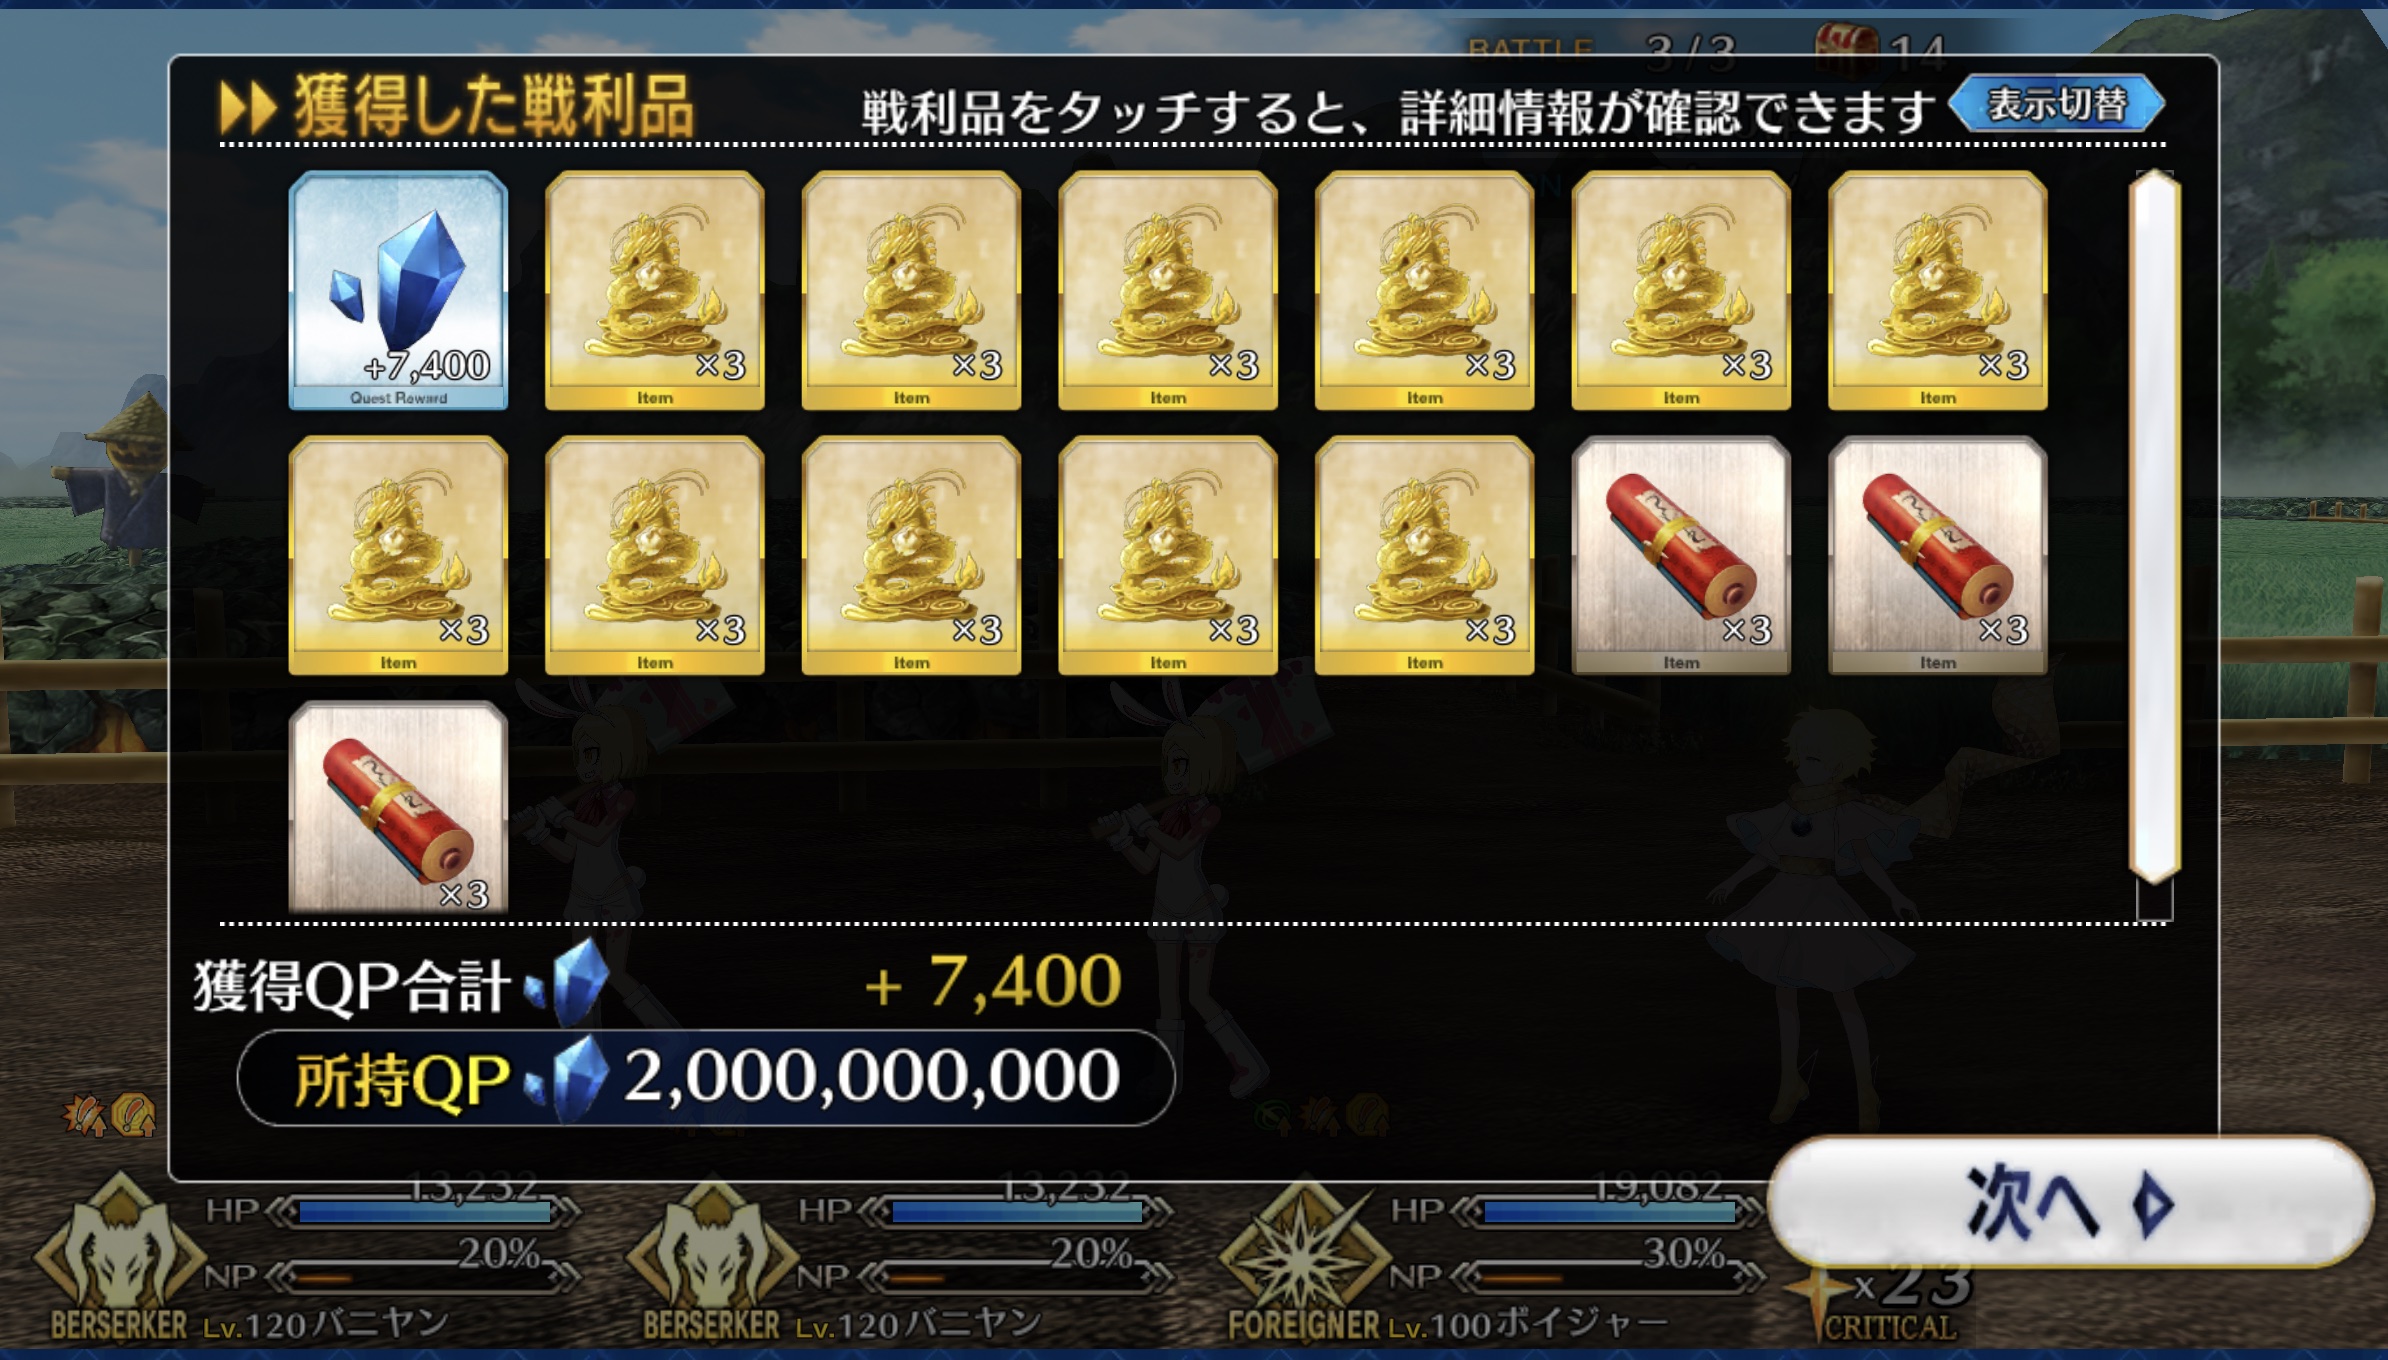 BATTLE 3/3 14
獲得した戦利品
戦利品をタッチすると、詳細情報が確認できます
表示切替
+7,400
Quest Reward
×3
Item
×3
Item
×3
Item
×3
Item
×3
Item
×3
Item
×3
Item
×3
Item
×3
Item
×3
Item
×3
Item
×3
Item
×3
Item
×3
獲得QP合計 + 7,400
所持QP 2,000,000,000
次へ
HP 13,232
NP 20%
BERSERKER Lv.120バニヤン
HP 13,232
NP 20%
BERSERKER Lv.120バニヤン
HP 19,082
NP 30%
FOREIGNER Lv.100ボイジャー
x23
CRITICAL